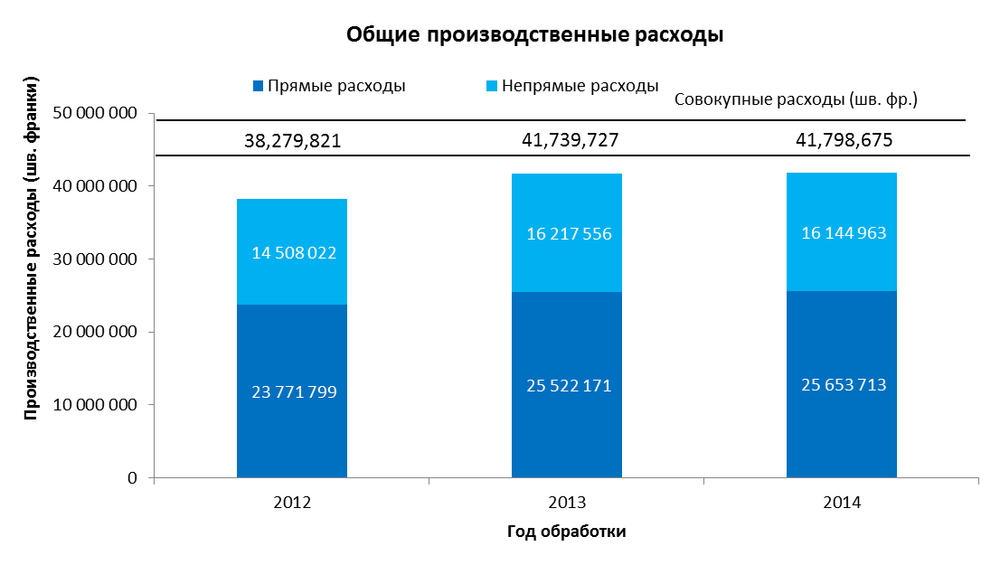 Общие производственные расходы
Прямые расходы
Непрямые расходы
Совокупные расходы (шв. фр.)
Производственные расходы (шв. франки)
50 000 000
38,279,821 41,739,727 41,798,675
40 000 000
14 508 022 16 217 556 16 144 963
30 000 000
20 000 000
23 771 799 25 522 171 25 653 713
10 000 000
0
2012 2013 2014
Год обработки